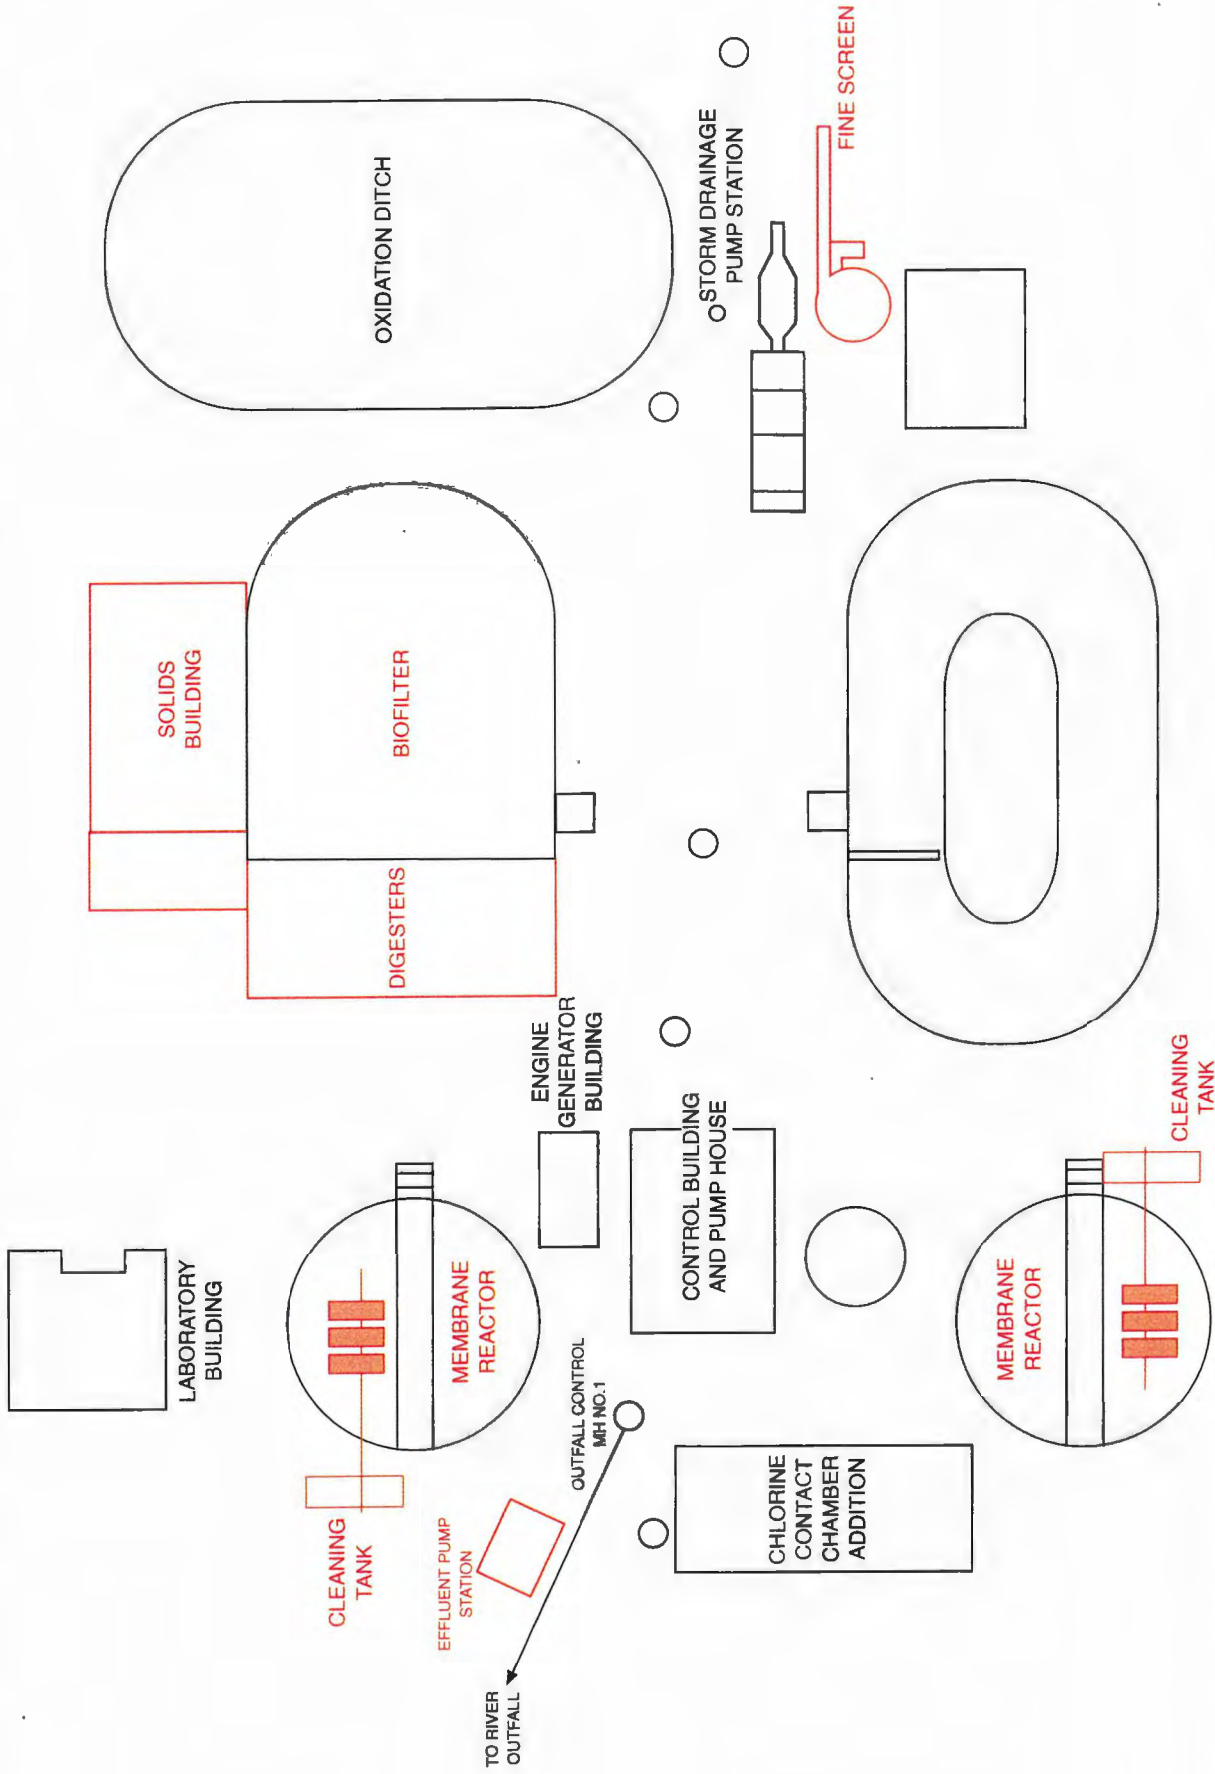 LABORATORY
BUILDING
CLEANING
TANK
MEMBRANE
REACTOR
EFFLUENT PUMP
STATION
TO RIVER
OUTFALL
OUTFALL CONTROL
MH NO.1
ENGINE
GENERATOR
BUILDING
CONTROL BUILDING
AND PUMP HOUSE
CHLORINE
CONTACT
CHAMBER
ADDITION
MEMBRANE
REACTOR
CLEANING
TANK
SOLIDS
BUILDING
DIGESTERS
BIOFILTER
OXIDATION DITCH
STORM DRAINAGE
PUMP STATION
FINE SCREEN